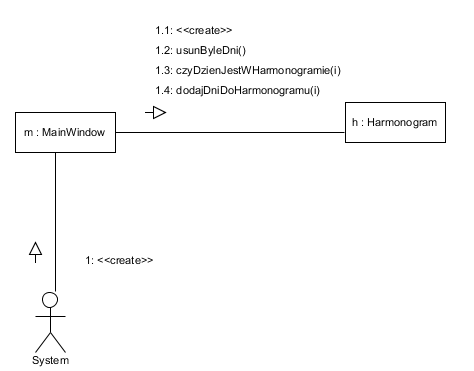 1.1: <<create>>
1.2: usunByleDni()
1.3: czyDzienJestWHarmonogramie(i)
1.4: dodajDniDoHarmonogramu(i)
m : MainWindow
h : Harmonogram
1: <<create>>
System